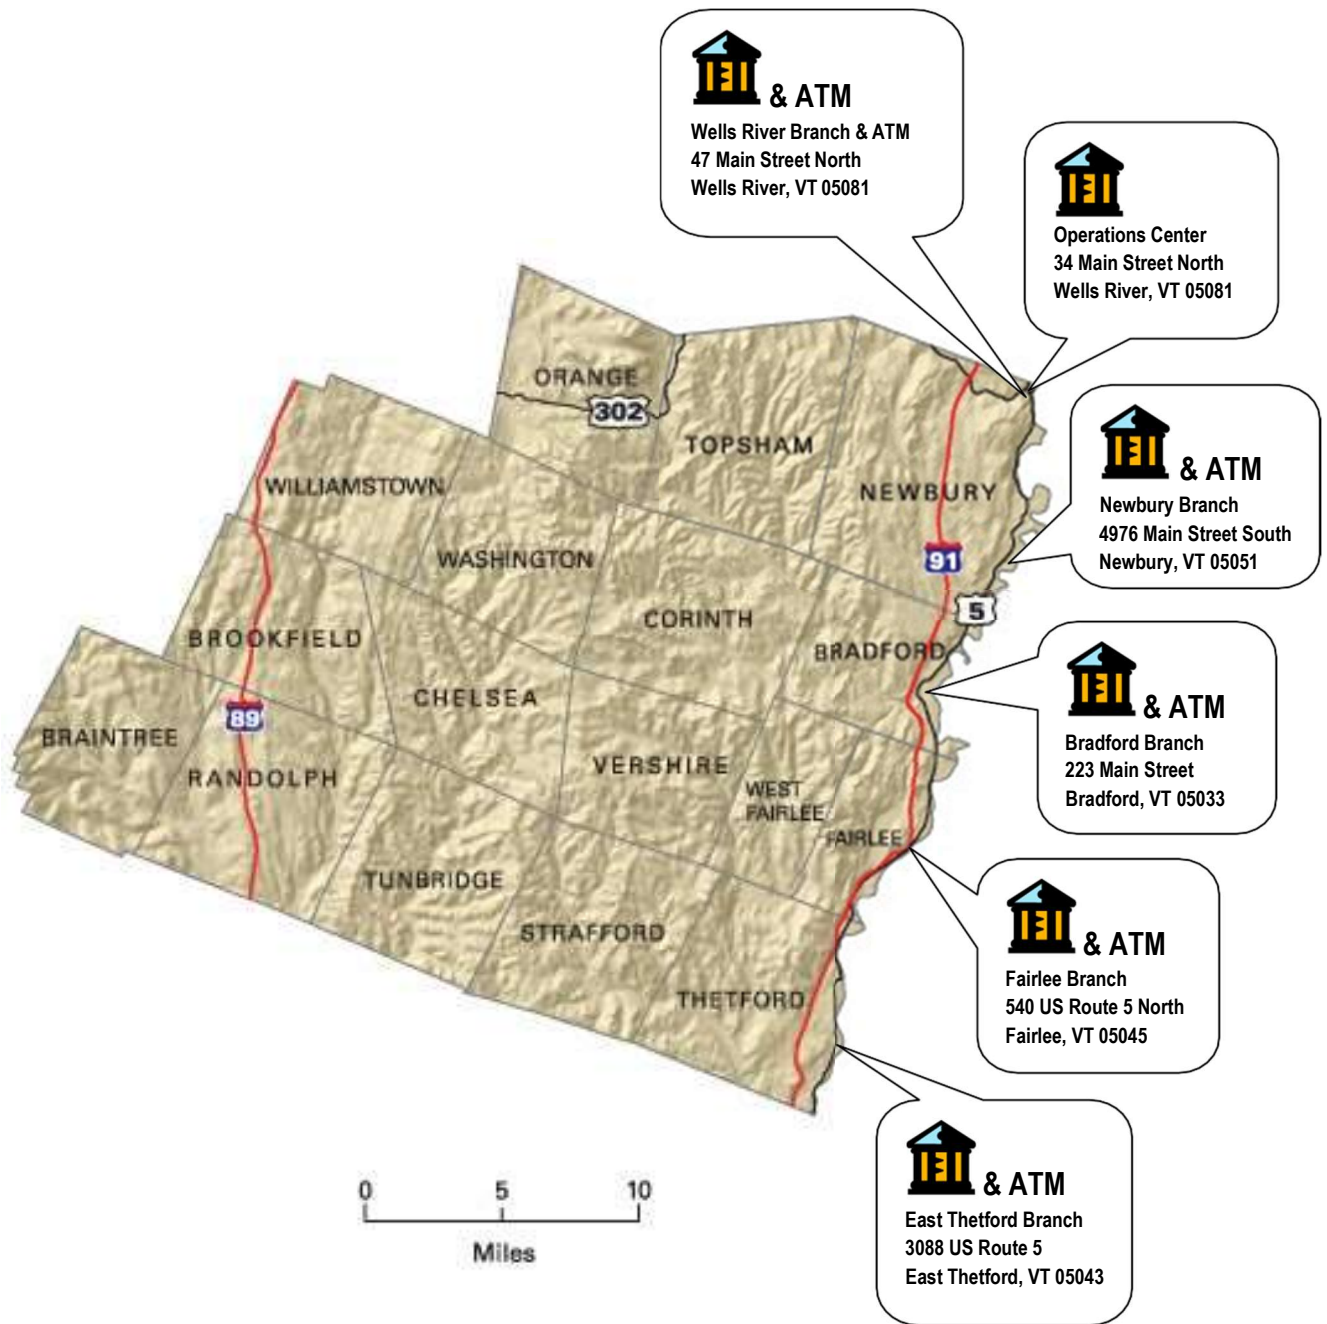 & ATM
Wells River Branch & ATM
47 Main Street North
Wells River, VT 05081
Operations Center
34 Main Street North
Wells River, VT 05081
& ATM
Newbury Branch
4976 Main Street South
Newbury, VT 05051
& ATM
Bradford Branch
223 Main Street
Bradford, VT 05033
& ATM
Fairlee Branch
540 US Route 5 North
Fairlee, VT 05045
& ATM
East Thetford Branch
3088 US Route 5
East Thetford, VT 05043
ORANGE
302
TOPSHAM
WILLIAMSTOWN
NEWBURY
WASHINGTON
91
5
CORINTH
BROOKFIELD
BRADFORD
CHELSEA
89
BRAINTREE
RANDOLPH
VERSHIRE
WEST
FAIRLEE
FAIRLEE
TUNBRIDGE
STRAFFORD
THETFORD
0 5 10
Miles